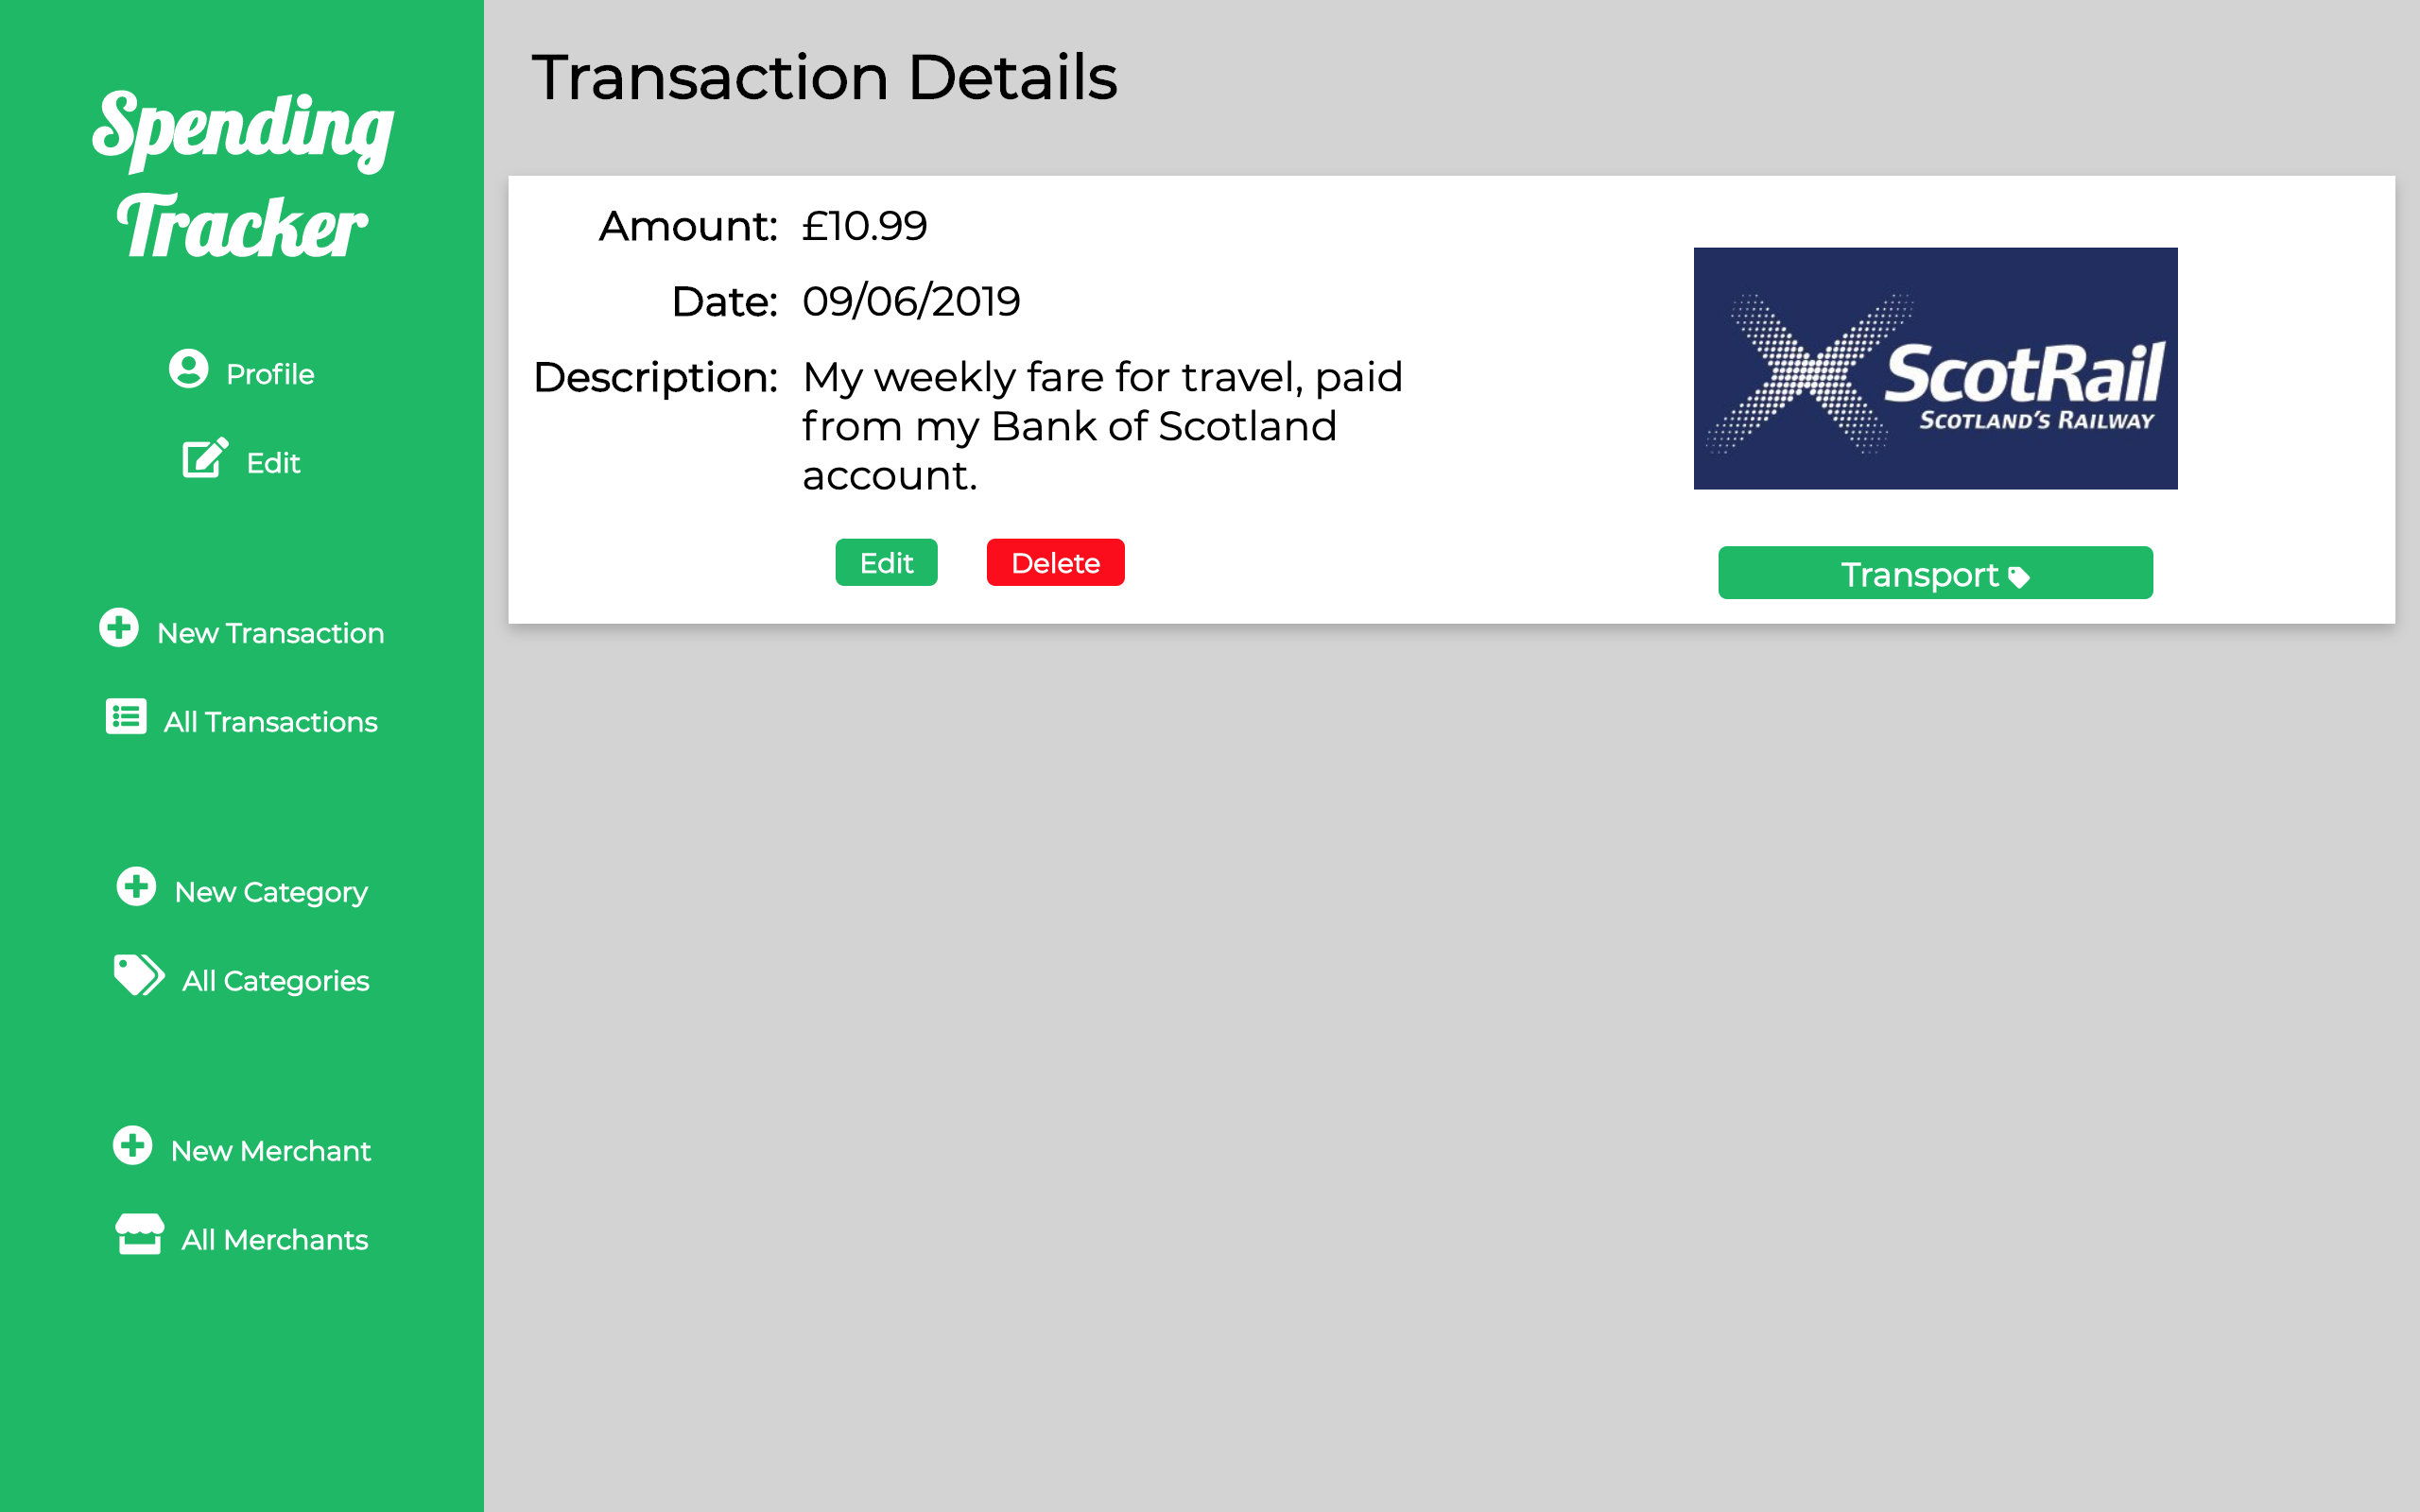 Spending
Tracker
Profile
Edit
New Transaction
All Transactions
New Category
All Categories
New Merchant
All Merchants
Transaction Details
Amount: £10.99
Date: 09/06/2019
Description: My weekly fare for travel, paid
from my Bank of Scotland
account.
Edit Delete
ScotRail
SCOTLAND'S RAILWAY
Transport